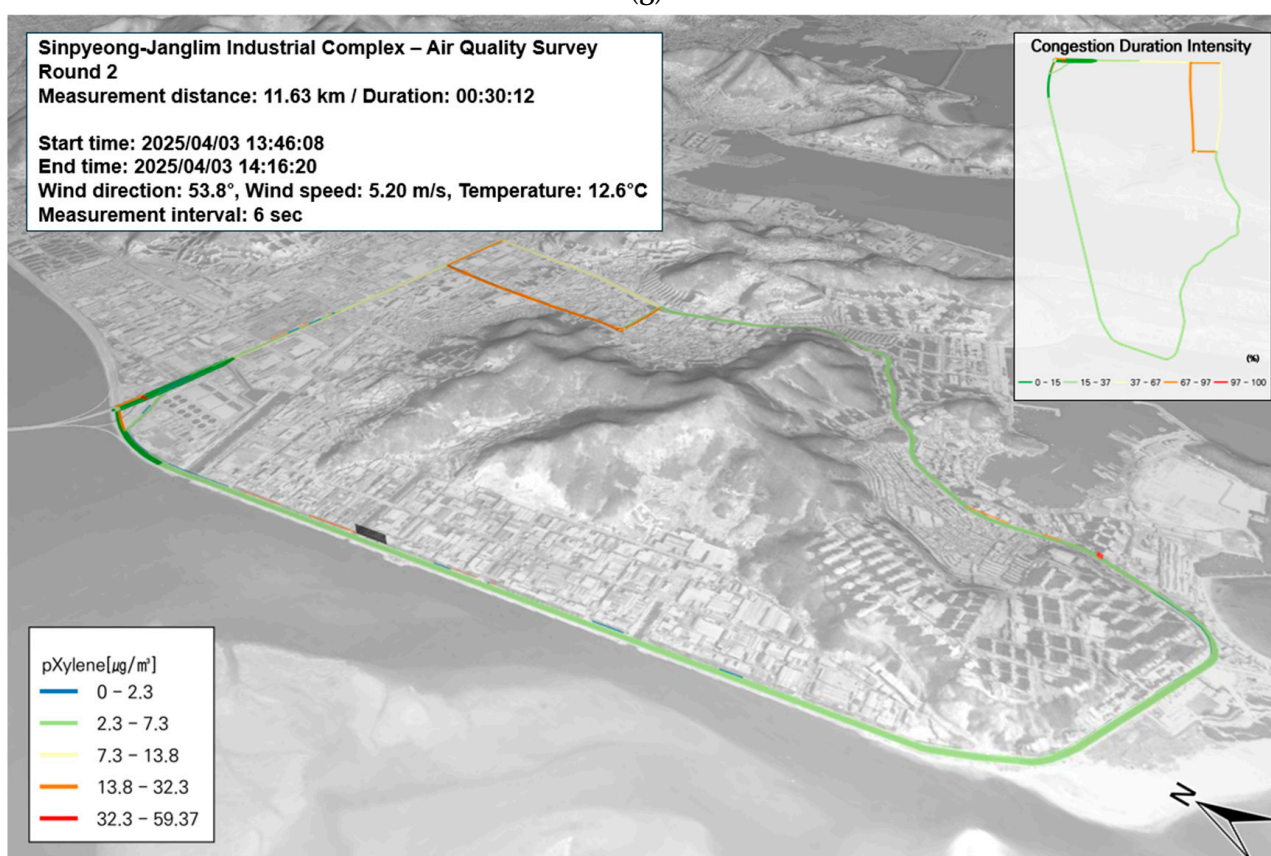 (g)
Sinpyeong-Janglim Industrial Complex – Air Quality Survey
Round 2
Measurement distance: 11.63 km / Duration: 00:30:12
Start time: 2025/04/03 13:46:08
End time: 2025/04/03 14:16:20
Wind direction: 53.8°, Wind speed: 5.20 m/s, Temperature: 12.6°C
Measurement interval: 6 sec
Congestion Duration Intensity
(%)
0 - 15 15 - 37 37 - 67 67 - 97 97 - 100
pXylene[㎍/㎥]
0 - 2.3
2.3 - 7.3
7.3 - 13.8
13.8 - 32.3
32.3 - 59.37
N